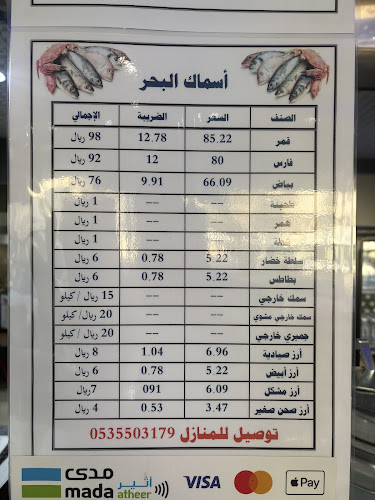 أسماك البحر
الصنف السعر الضريبة الإجمالي
قمر 85.22 12.78 98 ريال
فارس 80 12 92 ريال
بياض 66.09 9.91 76 ريال
طحينة --- --- 1 ريال
حمر --- --- 1 ريال
--- --- 1 ريال
سلطة خضار 5.22 0.78 6 ريال
بطاطس 5.22 0.78 6 ريال
سمك خارجي --- --- 15 ريال / كيلو
سمك خارجي مشوي --- --- 20 ريال/ كيلو
جمبري خارجي --- --- 20 ريال/ كيلو
أرز صيادية 6.96 1.04 8 ريال
أرز أبيض 5.22 0.78 6 ريال
أرز مشكل 6.09 091 7ريال
أرز صحن صغير 3.47 0.53 4 ريال
توصيل للمنازل 0535503179
مدى أثير VISA mastercard Pay
mada atheer